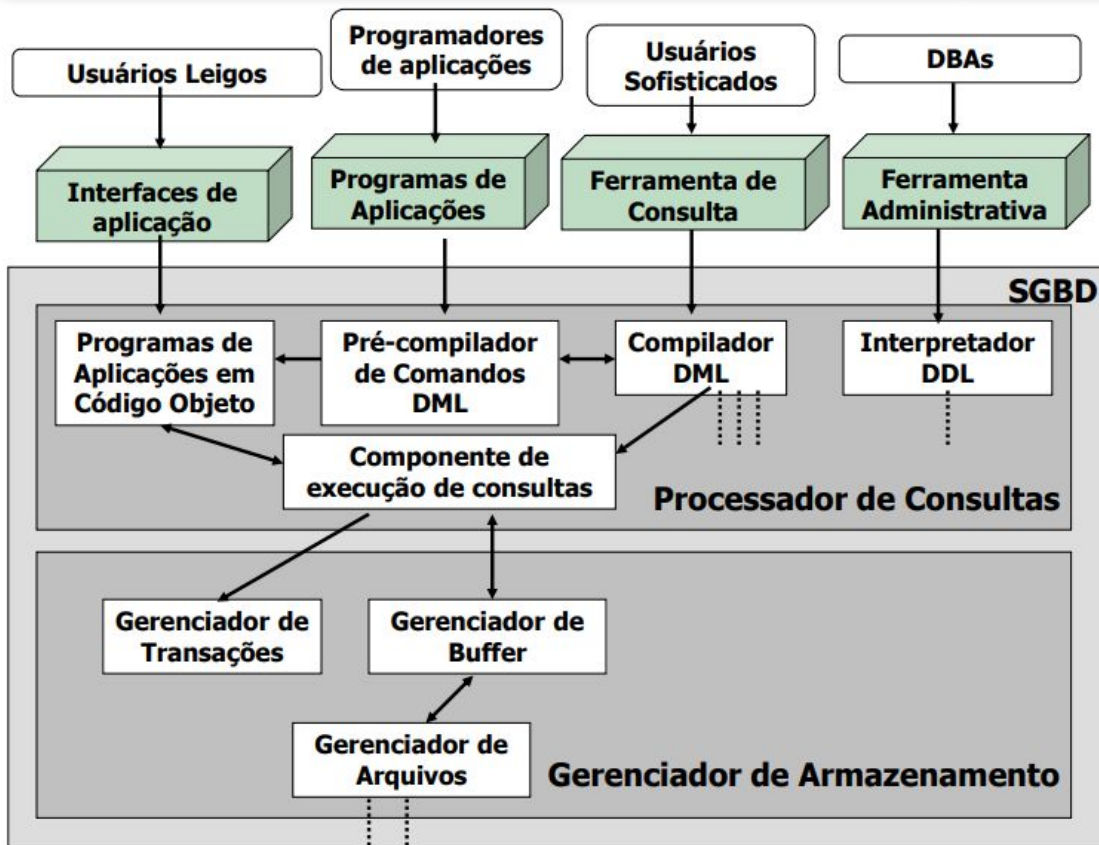 Usuários Leigos
Programadores
de aplicações
Usuários
Sofisticados
DBAs
Interfaces de
aplicação
Programas de
Aplicações
Ferramenta de
Consulta
Ferramenta
Administrativa
SGBD
Programas de
Aplicações em
Código Objeto
Pré-compilador
de Comandos
DML
Compilador
DML
Interpretador
DDL
Componente de
execução de consultas
Processador de Consultas
Gerenciador de
Transações
Gerenciador de
Buffer
Gerenciador de
Arquivos
Gerenciador de Armazenamento